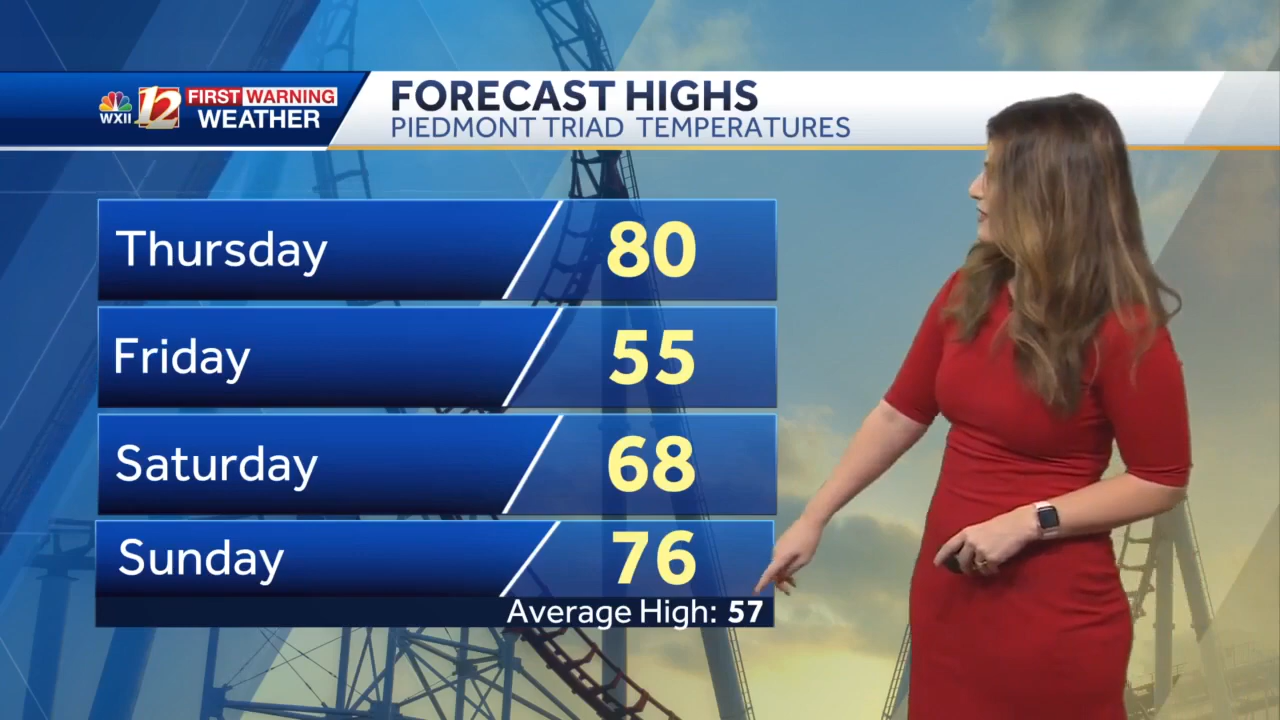 WXII 12 FIRST WARNING
WEATHER
FORECAST HIGHS
PIEDMONT TRIAD TEMPERATURES
Thursday 80
Friday 55
Saturday 68
Sunday 76
Average High: 57